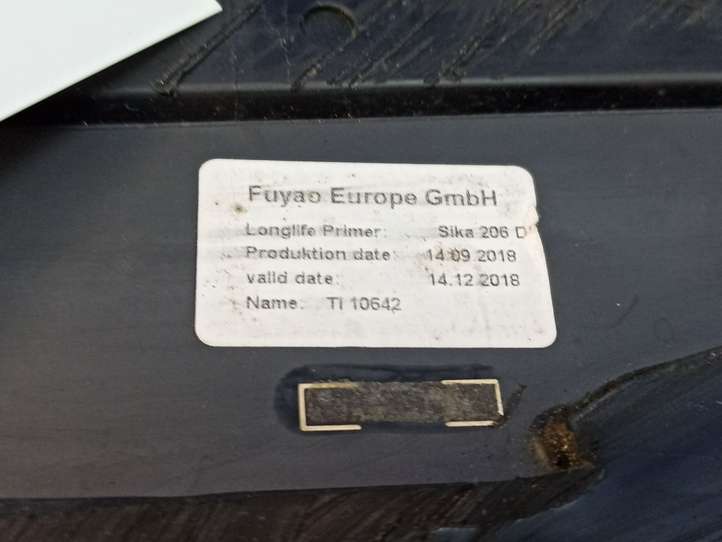 Fuyao Europe GmbH
Longlife Primer: Sika 206 D
Produktion date: 14.09.2018
valid date: 14.12.2018
Name: TI 10642